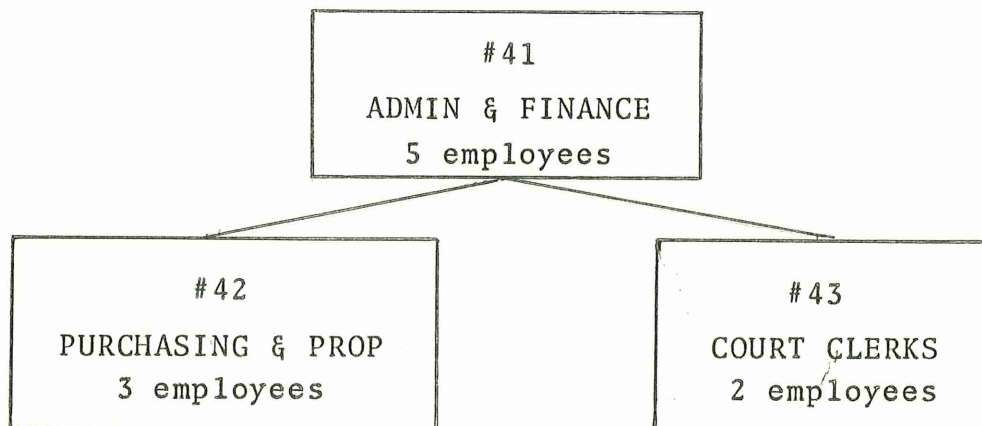 #41
ADMIN & FINANCE
5 employees
#42
PURCHASING & PROP
3 employees
#43
COURT CLERKS
2 employees